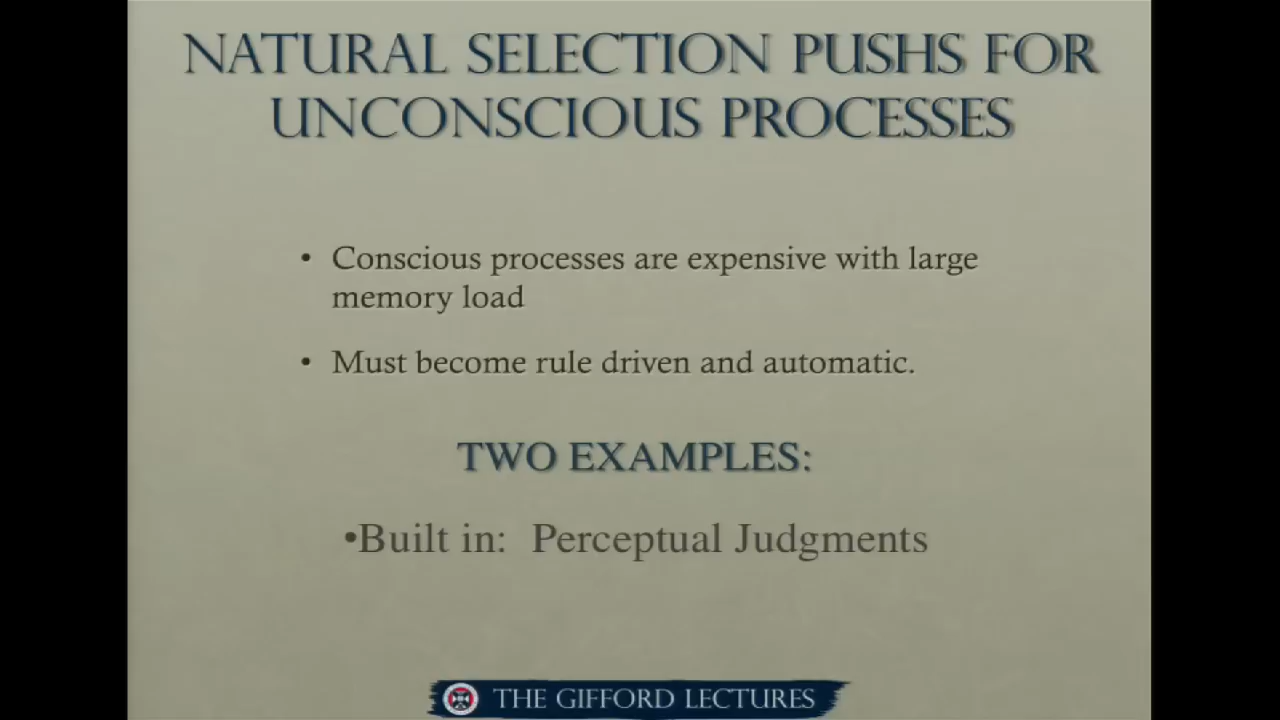 NATURAL SELECTION PUSHS FOR
UNCONSCIOUS PROCESSES
• Conscious processes are expensive with large
memory load
• Must become rule driven and automatic.
TWO EXAMPLES:
•Built in: Perceptual Judgments
THE GIFFORD LECTURES